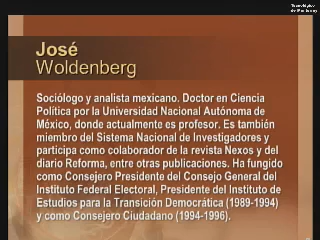 Tecnológico
de Monterrey
José
Woldenberg
Sociólogo y analista mexicano. Doctor en Ciencia
Política por la Universidad Nacional Autónoma de
México, donde actualmente es profesor. Es también
miembro del Sistema Nacional de Investigadores y
participa como colaborador de la revista Nexos y del
diario Reforma, entre otras publicaciones. Ha fungido
como Consejero Presidente del Consejo General del
Instituto Federal Electoral, Presidente del Instituto de
Estudios para la Transición Democrática (1989-1994)
y como Consejero Ciudadano (1994-1996).